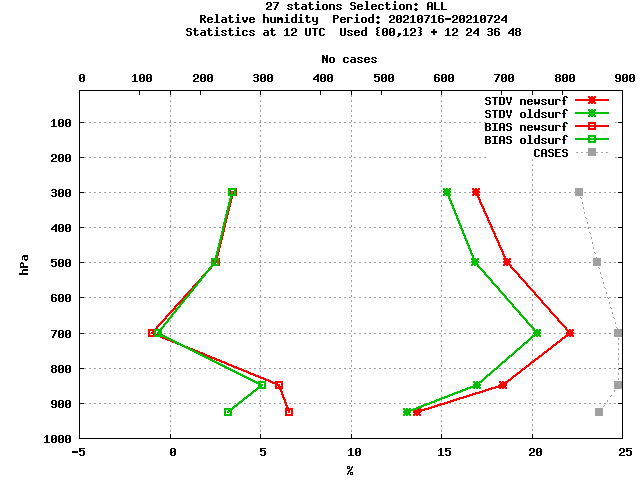 27 stations Selection: ALL
Relative humidity  Period: 20210716-20210724
Statistics at 12 UTC  Used {00,12} + 12 24 36 48
No cases
0 100 200 300 400 500 600 700 800 900
STDV newsurf
STDV oldsurf
BIAS newsurf
BIAS oldsurf
CASES
100
200
300
400
500
600
700
800
900
1000
hPa
-5 0 5 10 15 20 25
%